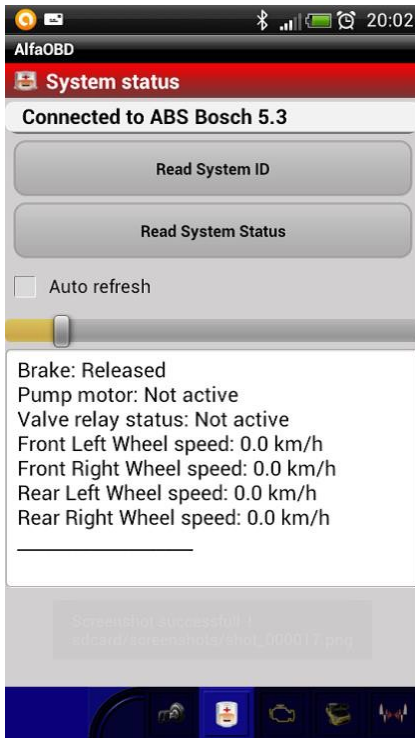 20:02
AlfaOBD
System status
Connected to ABS Bosch 5.3
Read System ID
Read System Status
Auto refresh
Brake: Released
Pump motor: Not active
Valve relay status: Not active
Front Left Wheel speed: 0.0 km/h
Front Right Wheel speed: 0.0 km/h
Rear Left Wheel speed: 0.0 km/h
Rear Right Wheel speed: 0.0 km/h
Screenshot successfull !
sdcard/screenshots/shot_000017.png